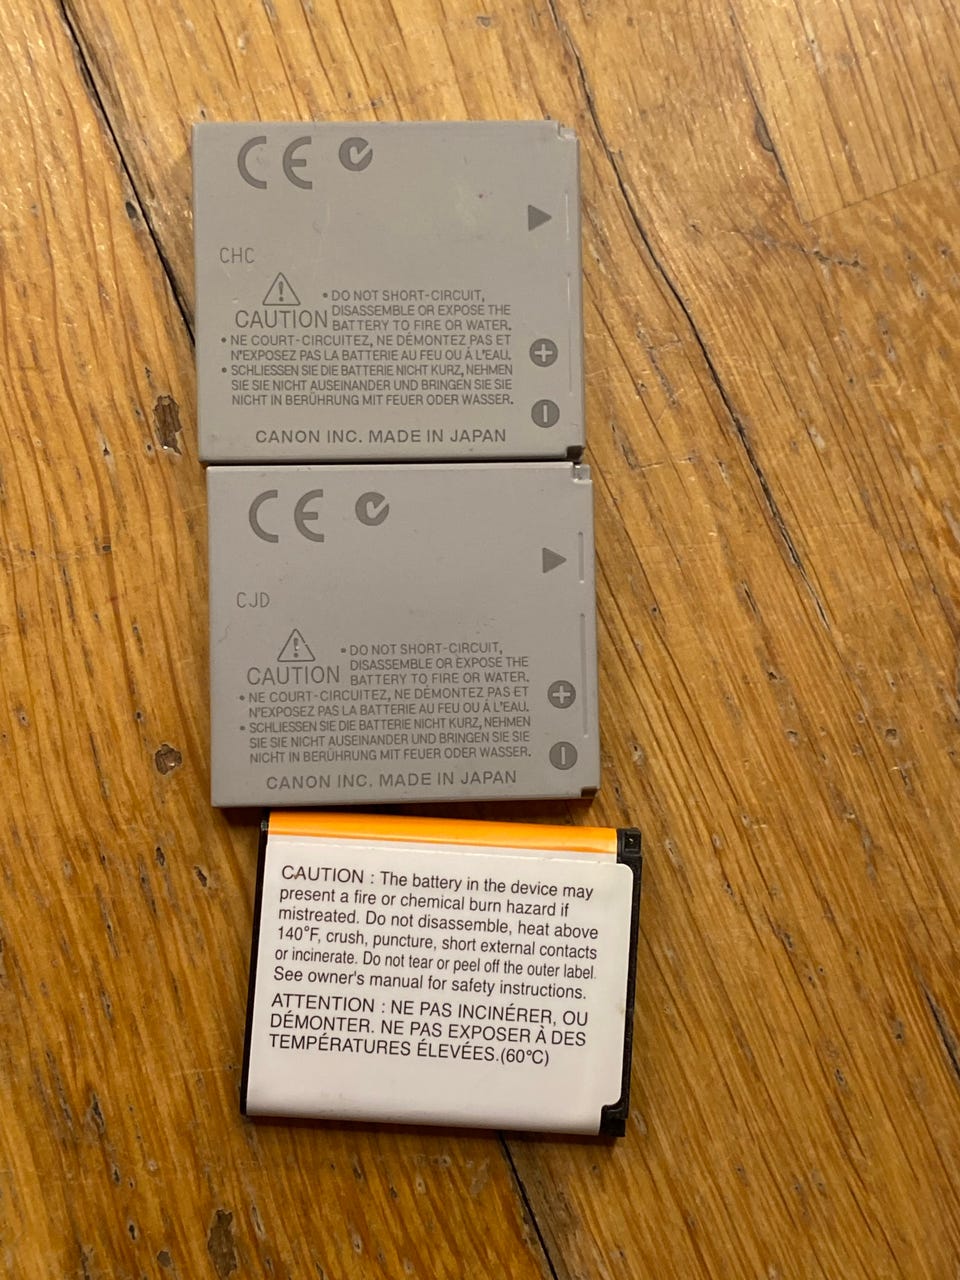 CE
CHC
CAUTION
• DO NOT SHORT-CIRCUIT,
DISASSEMBLE OR EXPOSE THE
BATTERY TO FIRE OR WATER.
• NE COURT-CIRCUITEZ, NE DÉMONTEZ PAS ET
N'EXPOSEZ PAS LA BATTERIE AU FEU OU À L'EAU.
• SCHLIESSEN SIE DIE BATTERIE NICHT KURZ, NEHMEN
SIE SIE NICHT AUSEINANDER UND BRINGEN SIE SIE
NICHT IN BERÜHRUNG MIT FEUER ODER WASSER.
CANON INC. MADE IN JAPAN
CE
CJD
CAUTION
• DO NOT SHORT-CIRCUIT,
DISASSEMBLE OR EXPOSE THE
BATTERY TO FIRE OR WATER.
• NE COURT-CIRCUITEZ, NE DÉMONTEZ PAS ET
N'EXPOSEZ PAS LA BATTERIE AU FEU OU À L'EAU.
• SCHLIESSEN SIE DIE BATTERIE NICHT KURZ, NEHMEN
SIE SIE NICHT AUSEINANDER UND BRINGEN SIE SIE
NICHT IN BERÜHRUNG MIT FEUER ODER WASSER.
CANON INC. MADE IN JAPAN
CAUTION : The battery in the device may
present a fire or chemical burn hazard if
mistreated. Do not disassemble, heat above
140°F, crush, puncture, short external contacts
or incinerate. Do not tear or peel off the outer label.
See owner's manual for safety instructions.
ATTENTION : NE PAS INCINÉRER, OU
DÉMONTER. NE PAS EXPOSER À DES
TEMPÉRATURES ÉLEVÉES.(60°C)